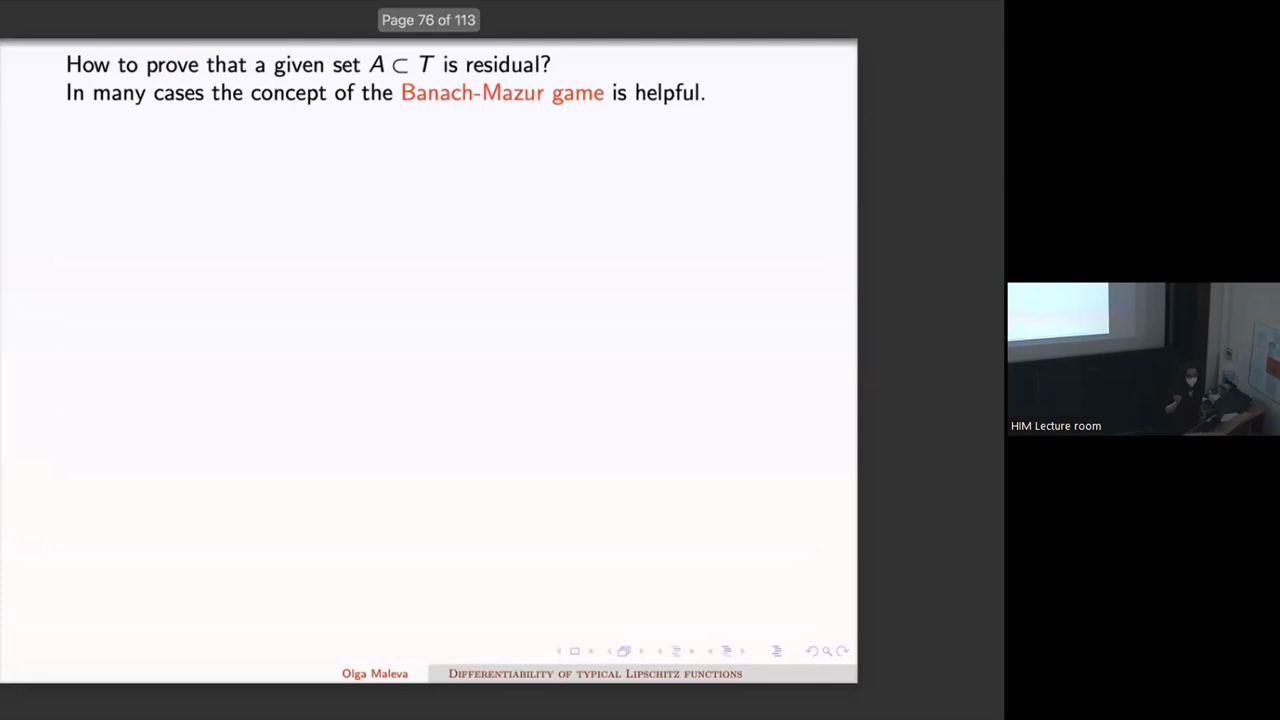 Page 76 of 113
How to prove that a given set A ⊂ T is residual?
In many cases the concept of the Banach-Mazur game is helpful.
HIM Lecture room
Olga Maleva DIFFERENTIABILITY OF TYPICAL LIPSCHITZ FUNCTIONS